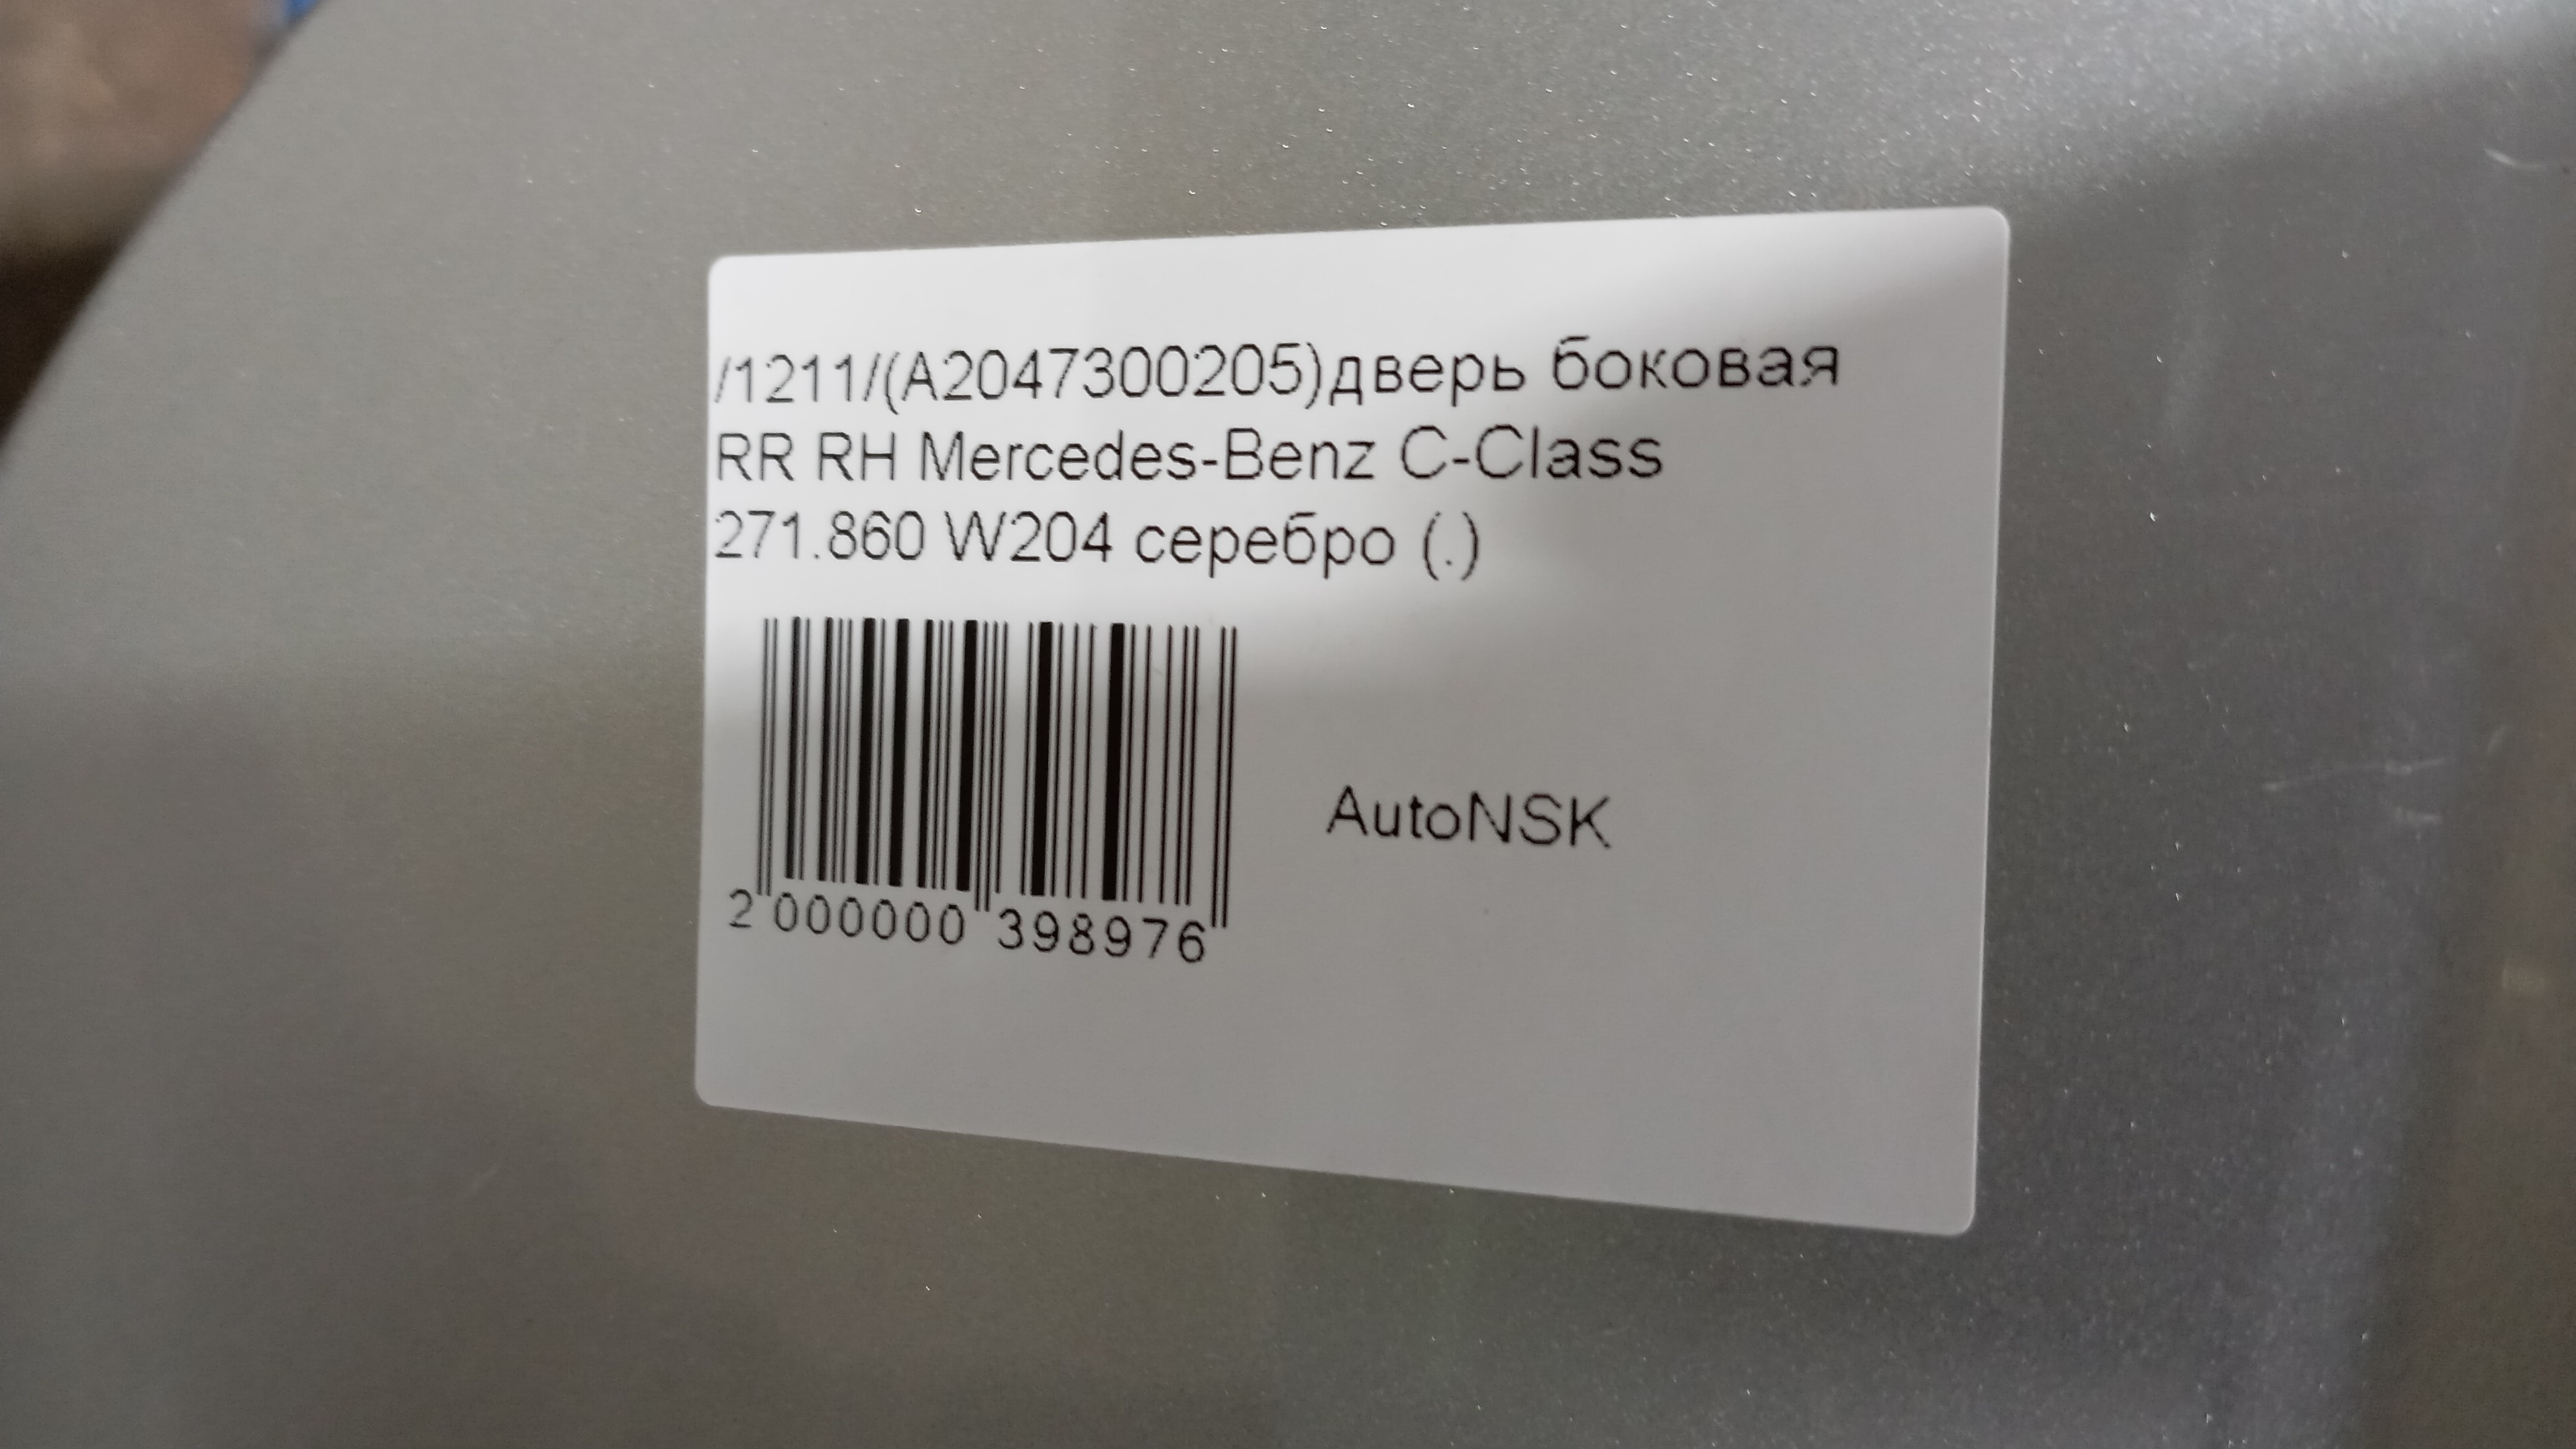 /1211/(A2047300205)дверь боковая
RR RH Mercedes-Benz C-Class
271.860 W204 серебро (.)
AutoNSK
2 000000 398976